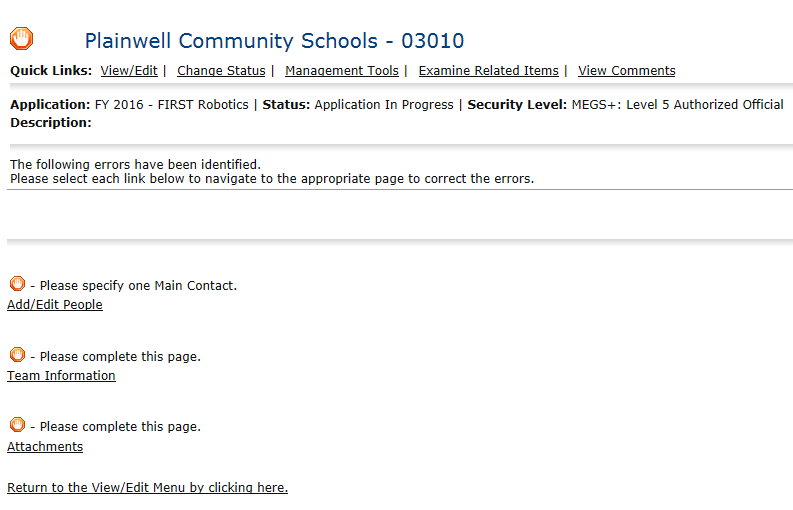 Plainwell Community Schools - 03010
Quick Links: View/Edit | Change Status | Management Tools | Examine Related Items | View Comments
Application: FY 2016 - FIRST Robotics | Status: Application In Progress | Security Level: MEGS+: Level 5 Authorized Official
Description:
The following errors have been identified.
Please select each link below to navigate to the appropriate page to correct the errors.
- Please specify one Main Contact.
Add/Edit People
- Please complete this page.
Team Information
- Please complete this page.
Attachments
Return to the View/Edit Menu by clicking here.